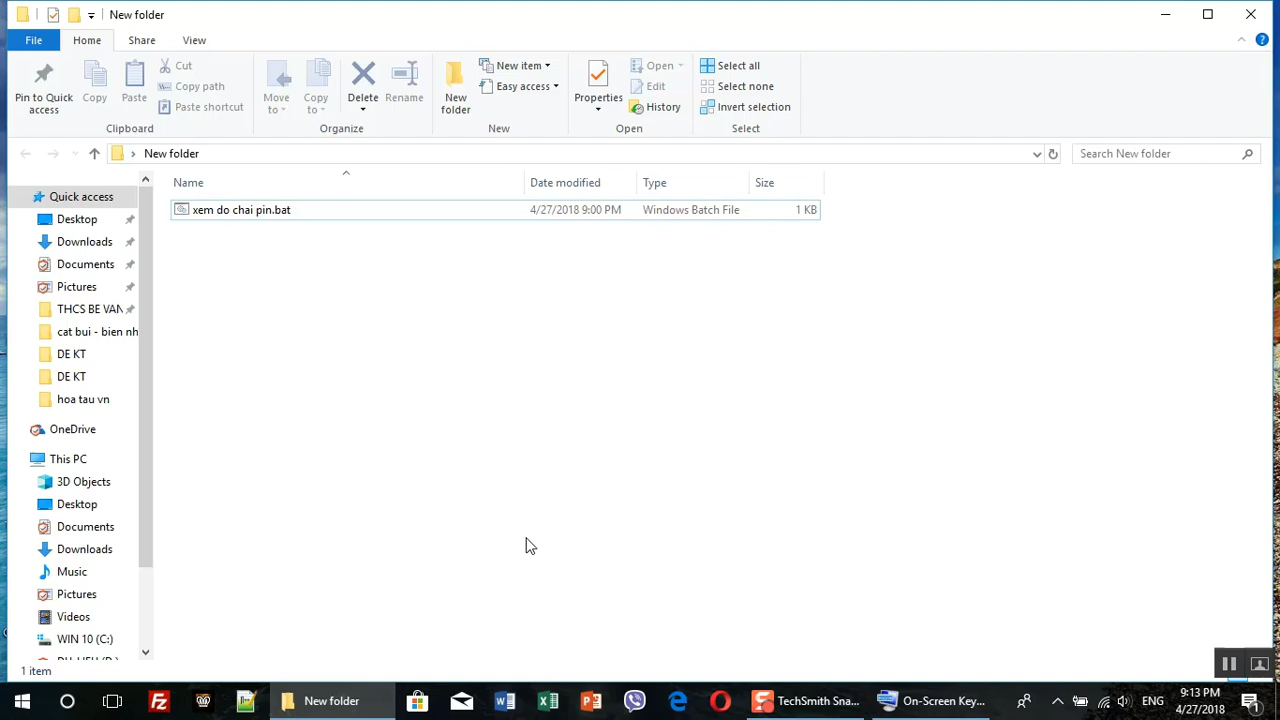 New folder
File Home Share View
Pin to Quick access
Copy
Paste
Cut
Copy path
Paste shortcut
Clipboard
Move to
Copy to
Delete
Rename
Organize
New folder
New item
Easy access
New
Properties
Open
Edit
History
Open
Select all
Select none
Invert selection
Select
New folder
Search New folder
Name Date modified Type Size
xem do chai pin.bat 4/27/2018 9:00 PM Windows Batch File 1 KB
Quick access
Desktop
Downloads
Documents
Pictures
THCS BE VAN
cat bui - bien nh
DE KT
DE KT
hoa tau vn
OneDrive
This PC
3D Objects
Desktop
Documents
Downloads
Music
Pictures
Videos
WIN 10 (C:)
1 item
New folder
TechSmith Sna...
On-Screen Key...
ENG
9:13 PM
4/27/2018
1